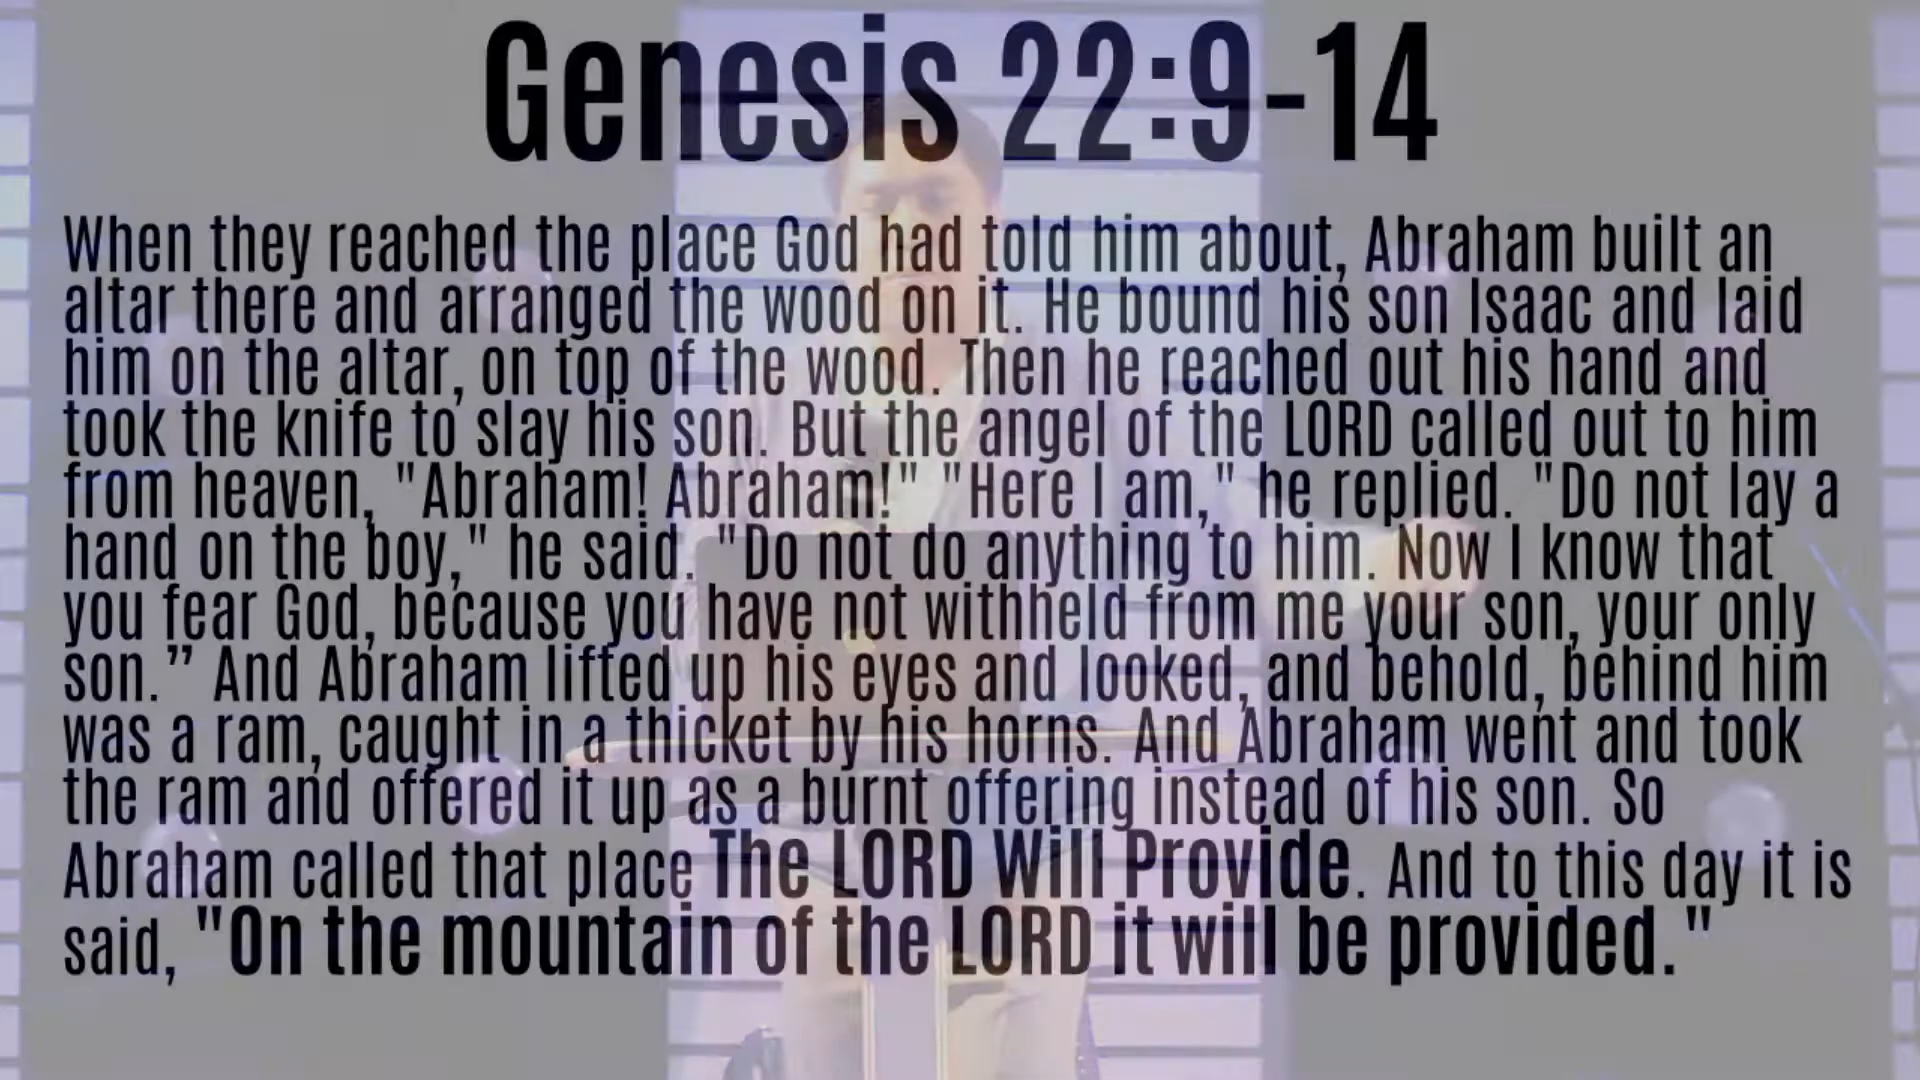 Genesis 22:9-14
When they reached the place God had told him about, Abraham built an
altar there and arranged the wood on it. He bound his son Isaac and laid
him on the altar, on top of the wood. Then he reached out his hand and
took the knife to slay his son. But the angel of the LORD called out to him
from heaven, "Abraham! Abraham!" "Here I am," he replied. "Do not lay a
hand on the boy," he said. "Do not do anything to him. Now I know that
you fear God, because you have not withheld from me your son, your only
son.” And Abraham lifted up his eyes and looked, and behold, behind him
was a ram, caught in a thicket by his horns. And Abraham went and took
the ram and offered it up as a burnt offering instead of his son. So
Abraham called that place The LORD Will Provide. And to this day it is
said, "On the mountain of the LORD it will be provided."